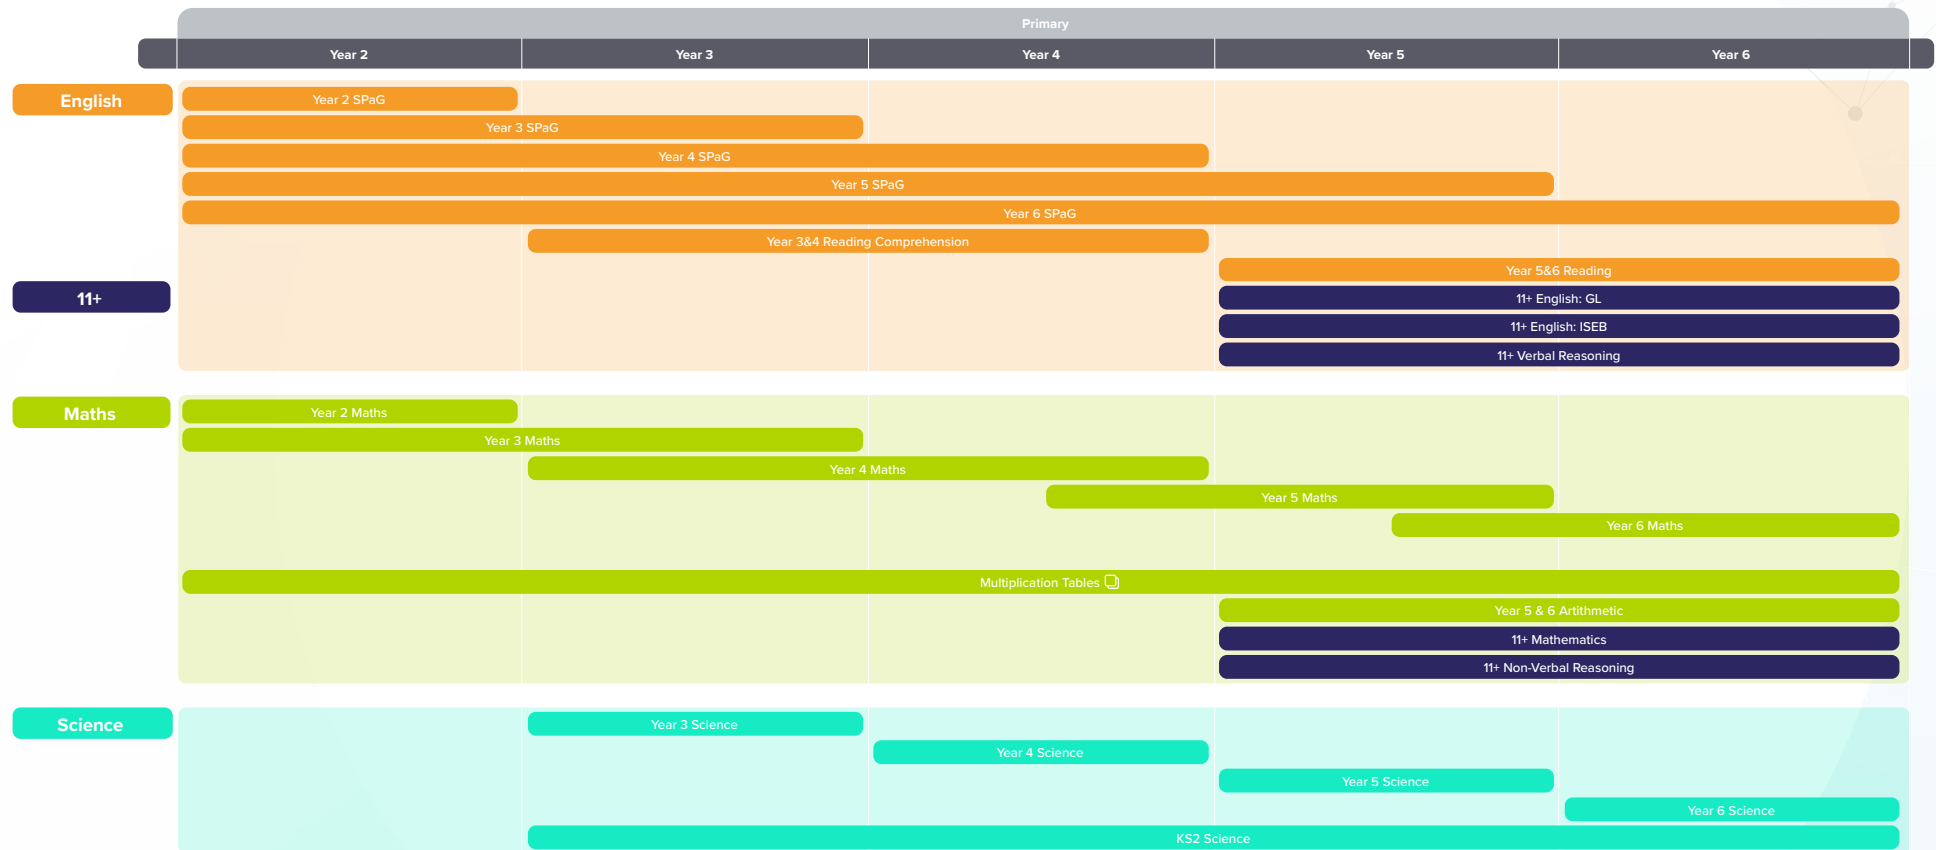 Primary
Year 2
Year 3
Year 4
Year 5
Year 6
English
Year 2 SPaG
Year 3 SPaG
Year 4 SPaG
Year 5 SPaG
Year 6 SPaG
Year 3&4 Reading Comprehension
Year 5&6 Reading
11+
11+ English: GL
11+ English: ISEB
11+ Verbal Reasoning
Maths
Year 2 Maths
Year 3 Maths
Year 4 Maths
Year 5 Maths
Year 6 Maths
Multiplication Tables
Year 5 & 6 Artithmetic
11+ Mathematics
11+ Non-Verbal Reasoning
Science
Year 3 Science
Year 4 Science
Year 5 Science
Year 6 Science
KS2 Science